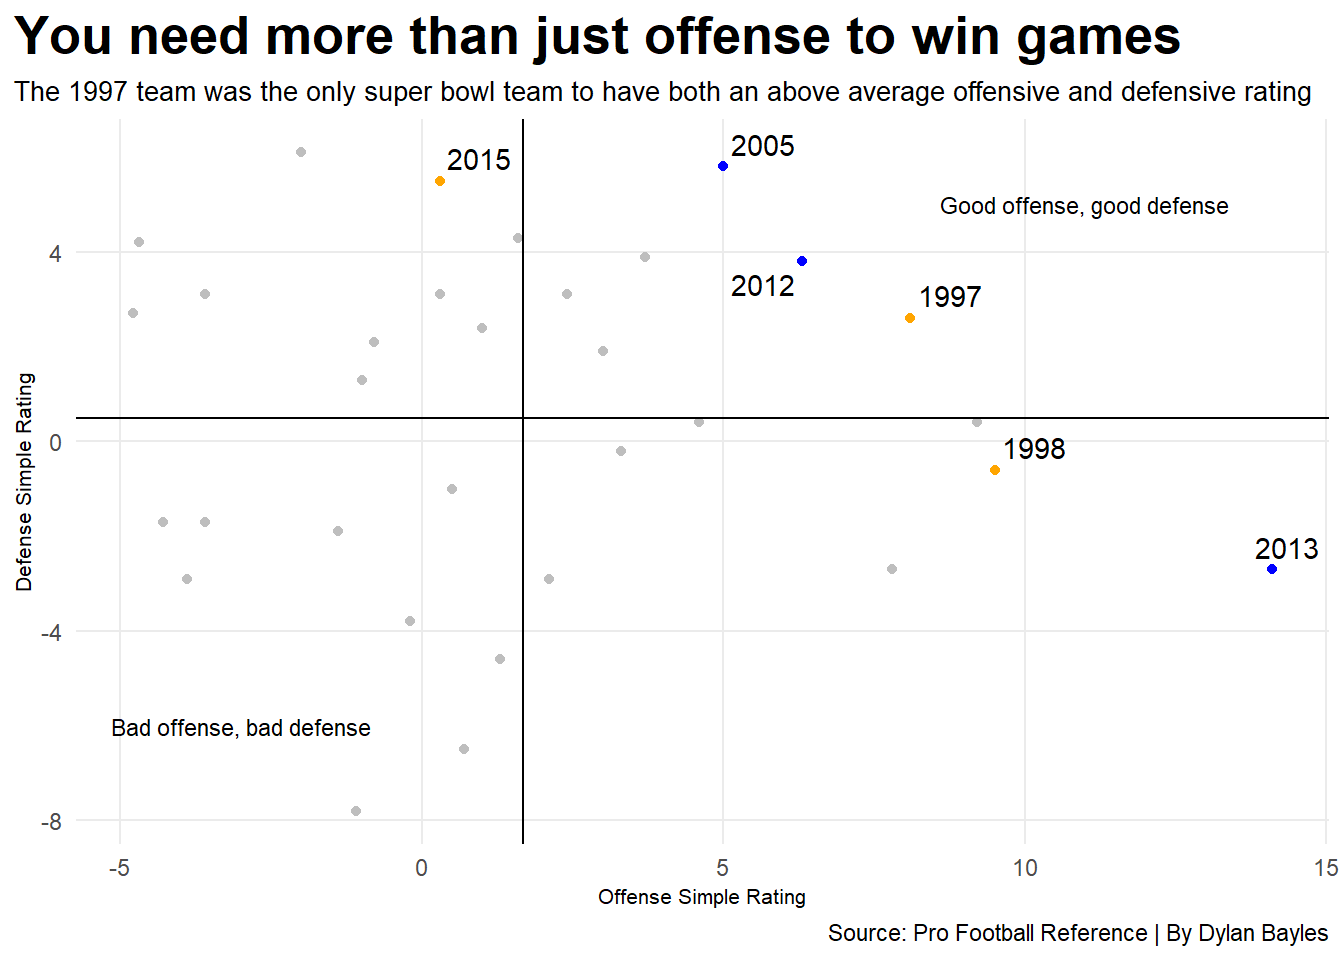 You need more than just offense to win games
The 1997 team was the only super bowl team to have both an above average offensive and defensive rating
2015
2005
Good offense, good defense
4
2012
1997
Defense Simple Rating
0
1998
2013
-4
Bad offense, bad defense
-8
-5 0 5 10 15
Offense Simple Rating
Source: Pro Football Reference | By Dylan Bayles